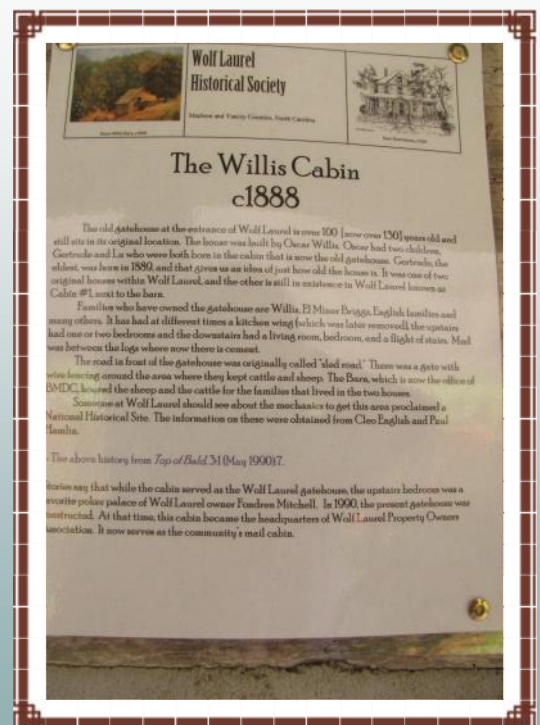 Wolf Laurel
Historical Society
Madison and Yancey Counties, North Carolina
The Willis Cabin
c1888
The old gatehouse at the entrance of Wolf Laurel is over 100 [now over 130] years old and
still sits in its original location. The house was built by Oscar Willis. Oscar had two children,
Gertrude and Lu who were both born in the cabin that is now the old gatehouse. Gertrude, the
eldest, was born in 1889, and that gives us an idea of just how old the house is. It was one of two
original houses within Wolf Laurel, and the other is still in existence in Wolf Laurel known as
Cabin #1, next to the barn.
Families who have owned the gatehouse are Willis, El Miner Briggs, English families and
many others. It has had at different times a kitchen wing (which was later removed), the upstairs
had one or two bedrooms and the downstairs had a living room, bedroom, and a flight of stairs. Mud
was between the logs where now there is cement.
The road in front of the gatehouse was originally called "sled road." There was a gate with
wire fencing around the area where they kept cattle and sheep. The Barn, which is now the office of
BMDC, housed the sheep and the cattle for the families that lived in the two houses.
Someone at Wolf Laurel should see about the mechanics to get this area proclaimed a
National Historical Site. The information on these were obtained from Cleo English and Paul
Hamlin.
- The above history from Top of Bald, 3:1 (May 1990):7.
Stories say that while the cabin served as the Wolf Laurel gatehouse, the upstairs bedroom was a
favorite poker palace of Wolf Laurel owner Fondren Mitchell. In 1990, the present gatehouse was
constructed. At that time, this cabin became the headquarters of Wolf Laurel Property Owners
Association. It now serves as the community's mail cabin.